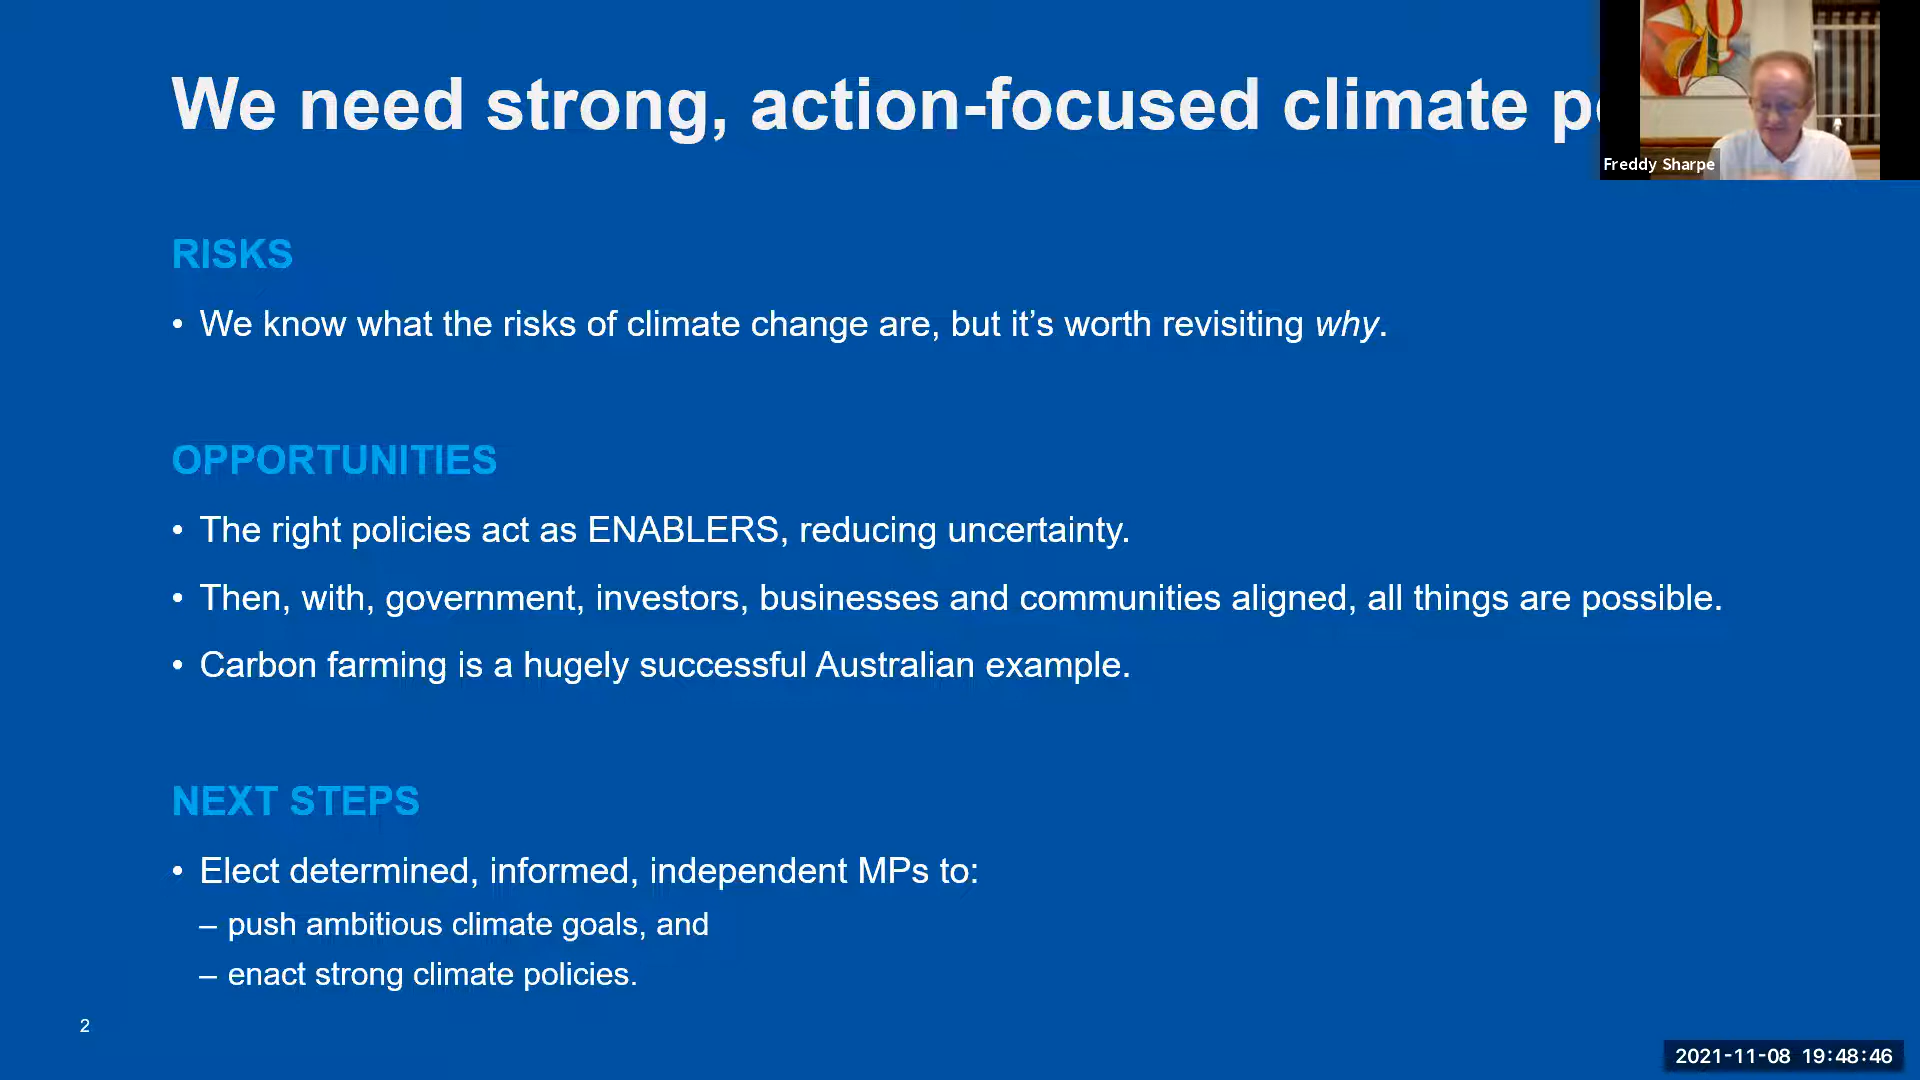 We need strong, action-focused climate
Freddy Sharpe
RISKS
• We know what the risks of climate change are, but it’s worth revisiting why.
OPPORTUNITIES
• The right policies act as ENABLERS, reducing uncertainty.
• Then, with, government, investors, businesses and communities aligned, all things are possible.
• Carbon farming is a hugely successful Australian example.
NEXT STEPS
• Elect determined, informed, independent MPs to:
– push ambitious climate goals, and
– enact strong climate policies.
2
2021-11-08 19:48:46